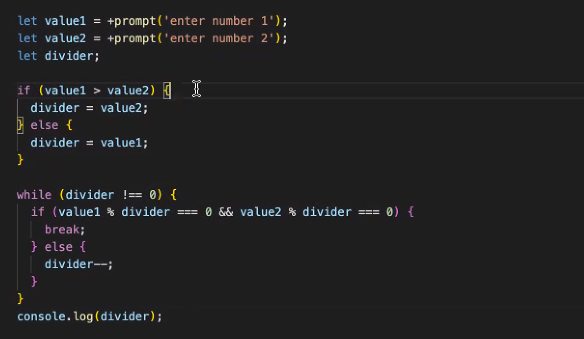 let value1 = +prompt('enter number 1');
let value2 = +prompt('enter number 2');
let divider;
if (value1 > value2) {
divider = value2;
} else {
divider = value1;
}
while (divider !== 0) {
if (value1 % divider === 0 && value2 % divider === 0) {
break;
} else {
divider--;
}
}
console.log(divider);